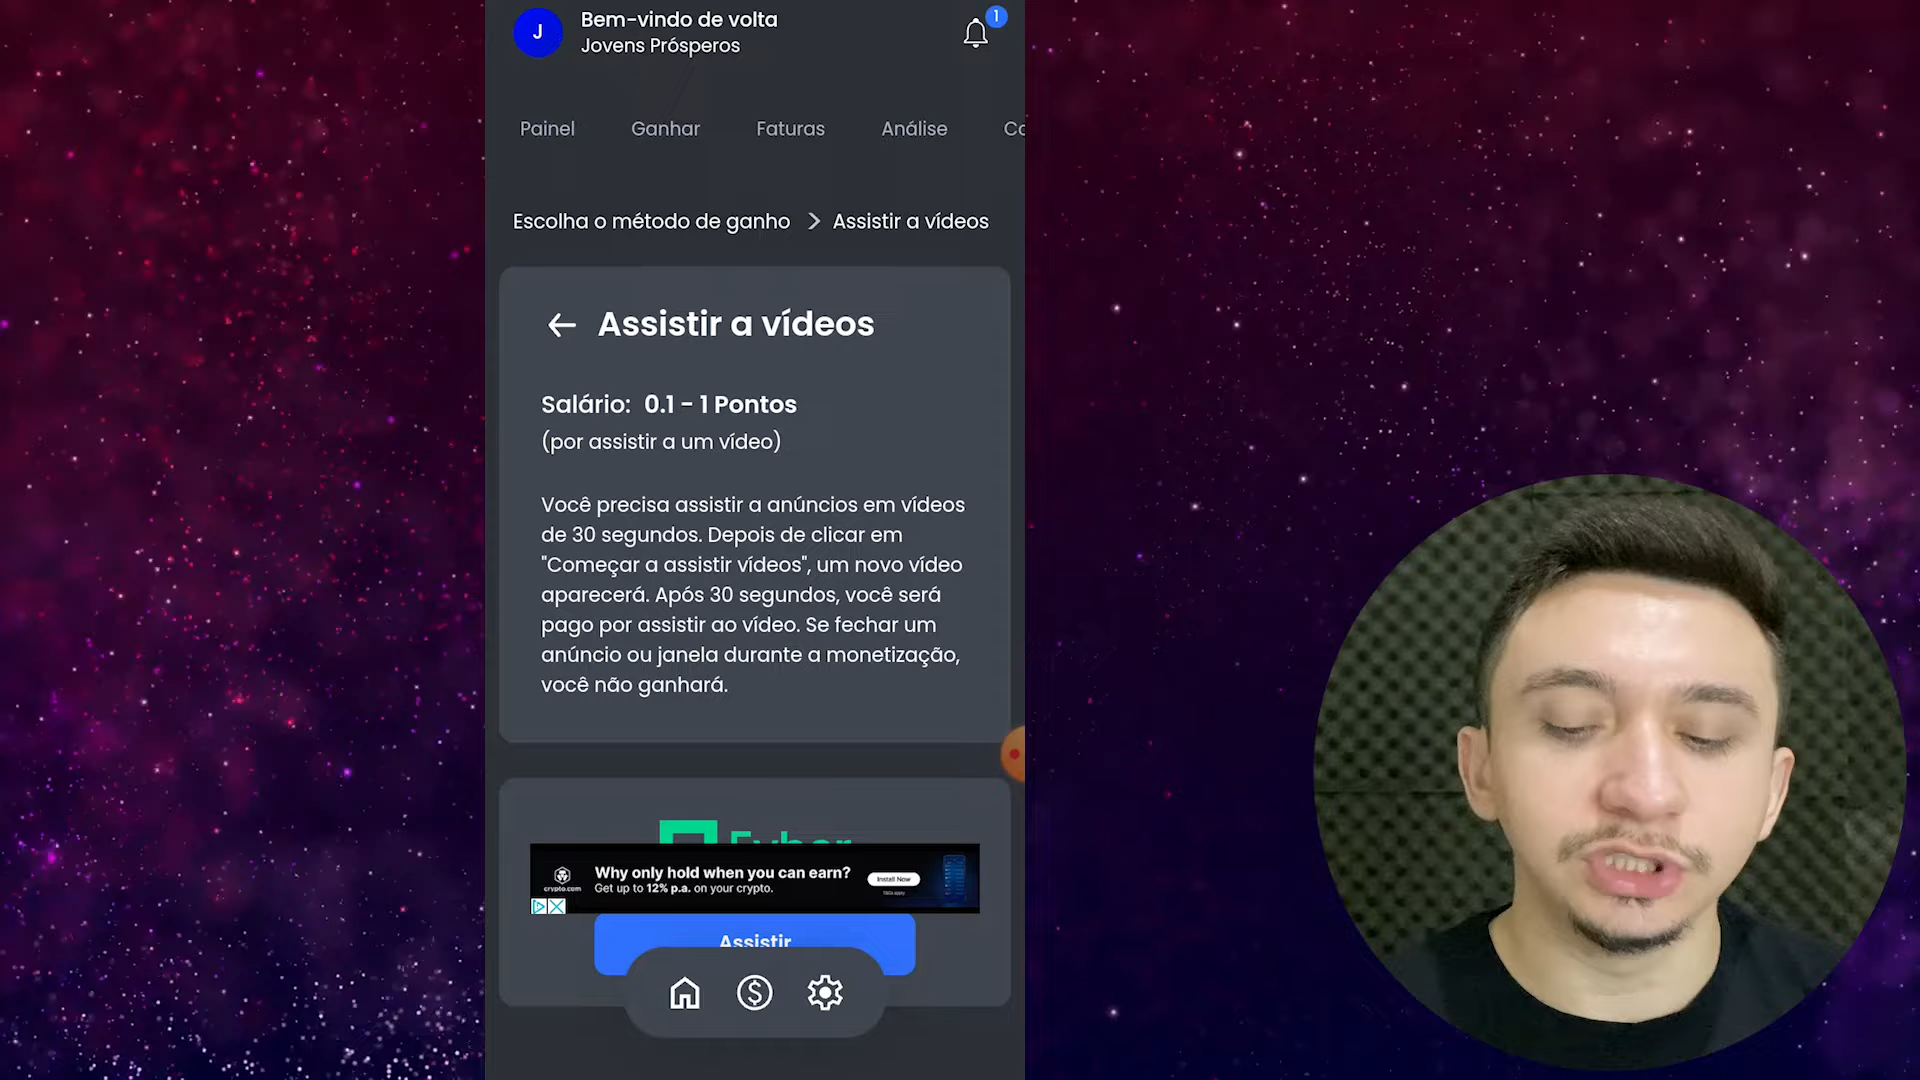 J
Bem-vindo de volta
Jovens Prósperos
1
Painel
Ganhar
Faturas
Análise
Escolha o método de ganho > Assistir a vídeos
← Assistir a vídeos
Salário: 0.1 - 1 Pontos
(por assistir a um vídeo)
Você precisa assistir a anúncios em vídeos
de 30 segundos. Depois de clicar em
"Começar a assistir vídeos", um novo vídeo
aparecerá. Após 30 segundos, você será
pago por assistir ao vídeo. Se fechar um
anúncio ou janela durante a monetização,
você não ganhará.
crypto.com
Why only hold when you can earn?
Get up to 12% p.a. on your crypto.
Install Now
Assistir